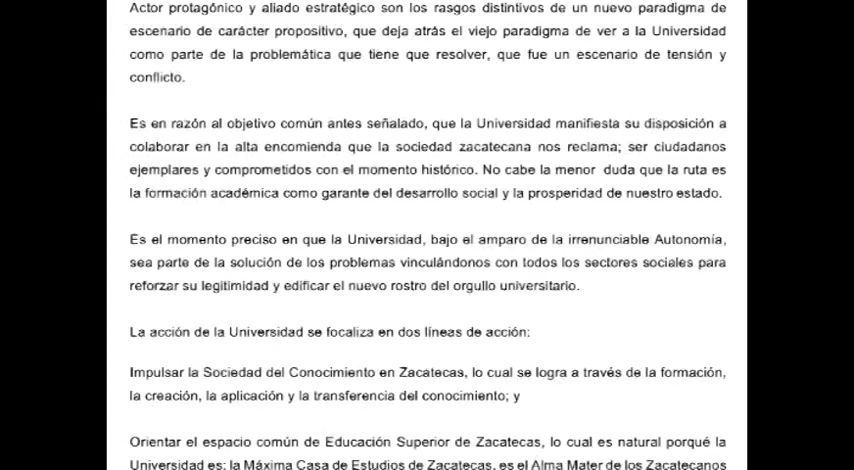 Actor protagónico y aliado estratégico son los rasgos distintivos de un nuevo paradigma de
escenario de carácter propositivo, que deja atrás el viejo paradigma de ver a la Universidad
como parte de la problemática que tiene que resolver, que fue un escenario de tensión y
conflicto.
Es en razón al objetivo común antes señalado, que la Universidad manifiesta su disposición a
colaborar en la alta encomienda que la sociedad zacatecana nos reclama; ser ciudadanos
ejemplares y comprometidos con el momento histórico. No cabe la menor duda que la ruta es
la formación académica como garante del desarrollo social y la prosperidad de nuestro estado.
Es el momento preciso en que la Universidad, bajo el amparo de la irrenunciable Autonomía,
sea parte de la solución de los problemas vinculándonos con todos los sectores sociales para
reforzar su legitimidad y edificar el nuevo rostro del orgullo universitario.
La acción de la Universidad se focaliza en dos líneas de acción:
Impulsar la Sociedad del Conocimiento en Zacatecas, lo cual se logra a través de la formación,
la creación, la aplicación y la transferencia del conocimiento; y
Orientar el espacio común de Educación Superior de Zacatecas, lo cual es natural porqué la
Universidad es: la Máxima Casa de Estudios de Zacatecas, es el Alma Mater de los Zacatecanos